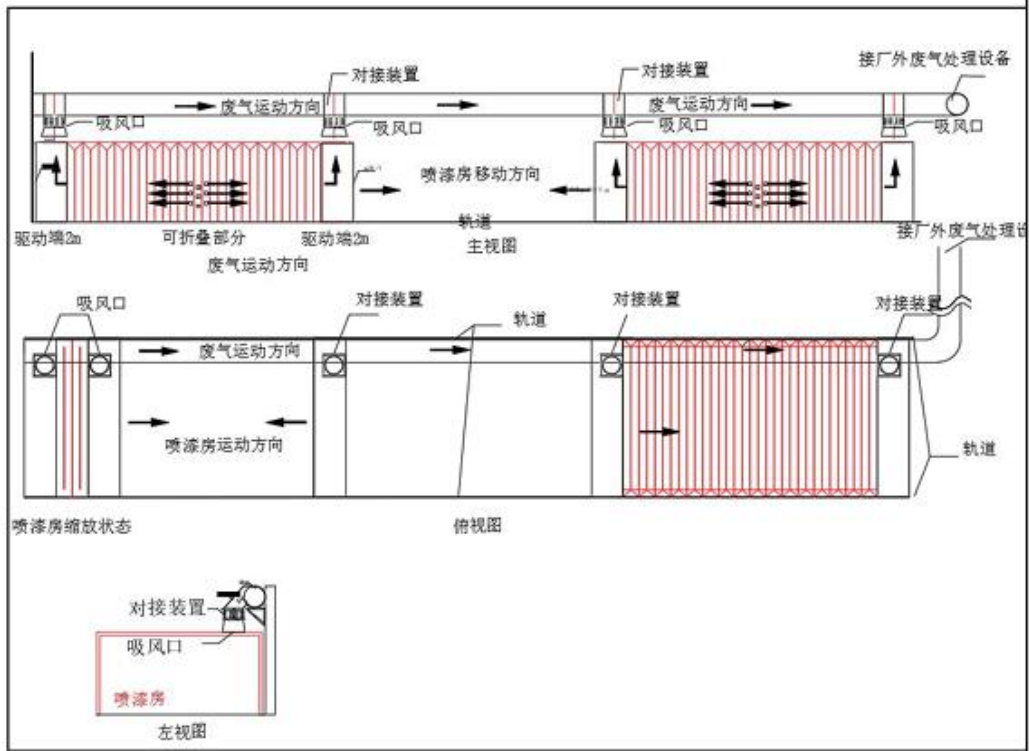 接厂外废气处理设备
对接装置
对接装置
废气运动方向
废气运动方向
吸风口
吸风口
吸风口
吸风口
喷漆房移动方向
轨道
驱动端2m
可折叠部分
驱动端2m
主视图
接厂外废气处理设
废气运动方向
吸风口
对接装置
对接装置
对接装置
轨道
废气运动方向
喷漆房运动方向
轨道
喷漆房缩放状态
俯视图
对接装置
吸风口
喷漆房
左视图